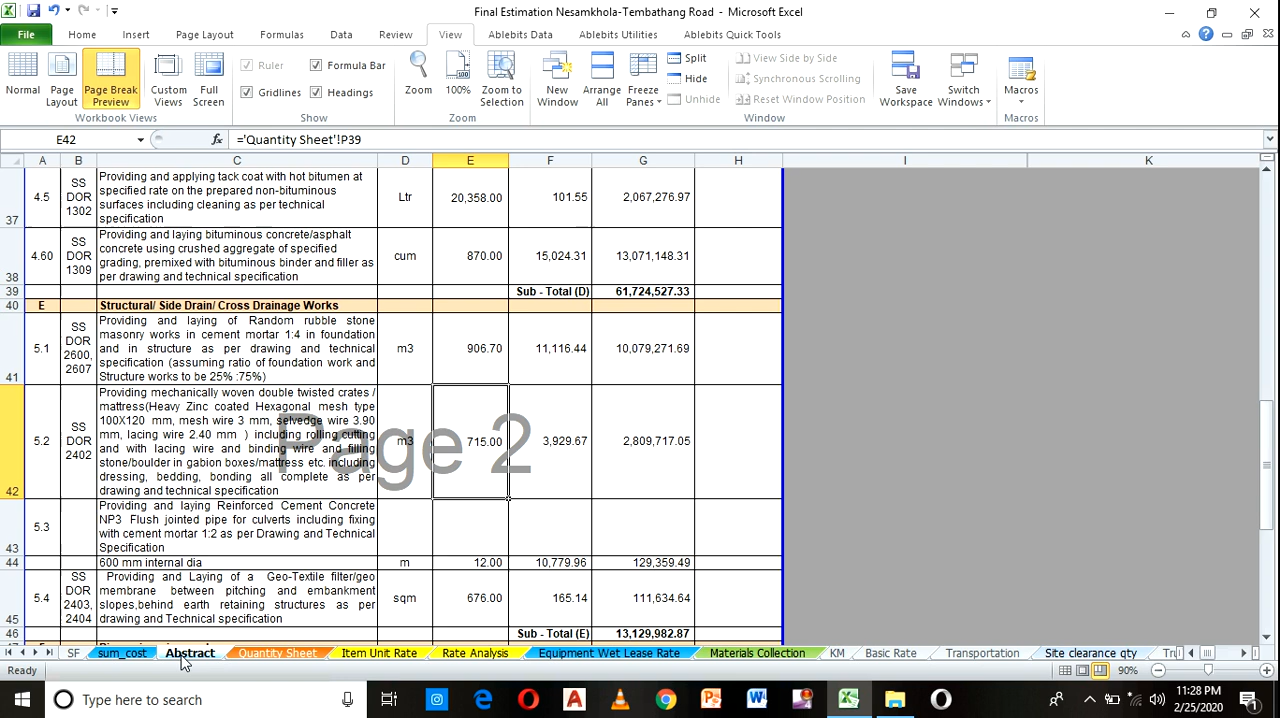 Final Estimation Nesamkhola-Tembathang Road - Microsoft Excel
File Home Insert Page Layout Formulas Data Review View Ablebits Data Ablebits Utilities Ablebits Quick Tools
Normal
Page Layout
Page Break Preview
Custom Views
Full Screen
Workbook Views
Ruler
Formula Bar
Gridlines
Headings
Show
Zoom
100%
Zoom to Selection
Zoom
New Window
Arrange All
Freeze Panes
Split
Hide
Unhide
View Side by Side
Synchronous Scrolling
Reset Window Position
Window
Save Workspace
Switch Windows
Macros
Macros
E42 fx ='Quantity Sheet'!P39
A B C D E F G H I K
37 4.5 SS DOR 1302
Providing and applying tack coat with hot bitumen at
specified rate on the prepared non-bituminous
surfaces including cleaning as per technical
specification
Ltr 20,358.00 101.55 2,067,276.97
38 4.60 SS DOR 1309
Providing and laying bituminous concrete/asphalt
concrete using crushed aggregate of specified
grading, premixed with bituminous binder and filler as
per drawing and technical specification
cum 870.00 15,024.31 13,071,148.31
39 Sub - Total (D) 61,724,527.33
40 E Structural/ Side Drain/ Cross Drainage Works
41 5.1 SS DOR 2600, 2607
Providing and laying of Random rubble stone
masonry works in cement mortar 1:4 in foundation
and in structure as per drawing and technical
specification (assuming ratio of foundation work and
Structure works to be 25% :75%)
m3 906.70 11,116.44 10,079,271.69
42 5.2 SS DOR 2402
Providing mechanically woven double twisted crates /
mattress(Heavy Zinc coated Hexagonal mesh type
100X120 mm, mesh wire 3 mm, selvedge wire 3.90
mm, lacing wire 2.40 mm ) including rolling,cutting
and with lacing wire and binding wire and filling
stone/boulder in gabion boxes/mattress etc. including
dressing, bedding, bonding all complete as per
drawing and technical specification
m3 715.00 3,929.67 2,809,717.05
Page 2
43 5.3
Providing and laying Reinforced Cement Concrete
NP3 Flush jointed pipe for culverts including fixing
with cement mortar 1:2 as per Drawing and Technical
Specification
44 600 mm internal dia m 12.00 10,779.96 129,359.49
45 5.4 SS DOR 2403, 2404
Providing and Laying of a Geo-Textile filter/geo
membrane between pitching and embankment
slopes,behind earth retaining structures as per
drawing and Technical specification
sqm 676.00 165.14 111,634.64
46 Sub - Total (E) 13,129,982.87
SF sum_cost Abstract Quantity Sheet Item Unit Rate Rate Analysis Equipment Wet Lease Rate Materials Collection KM Basic Rate Transportation Site clearance qty
Ready 90%
Type here to search
11:28 PM
2/25/2020
1